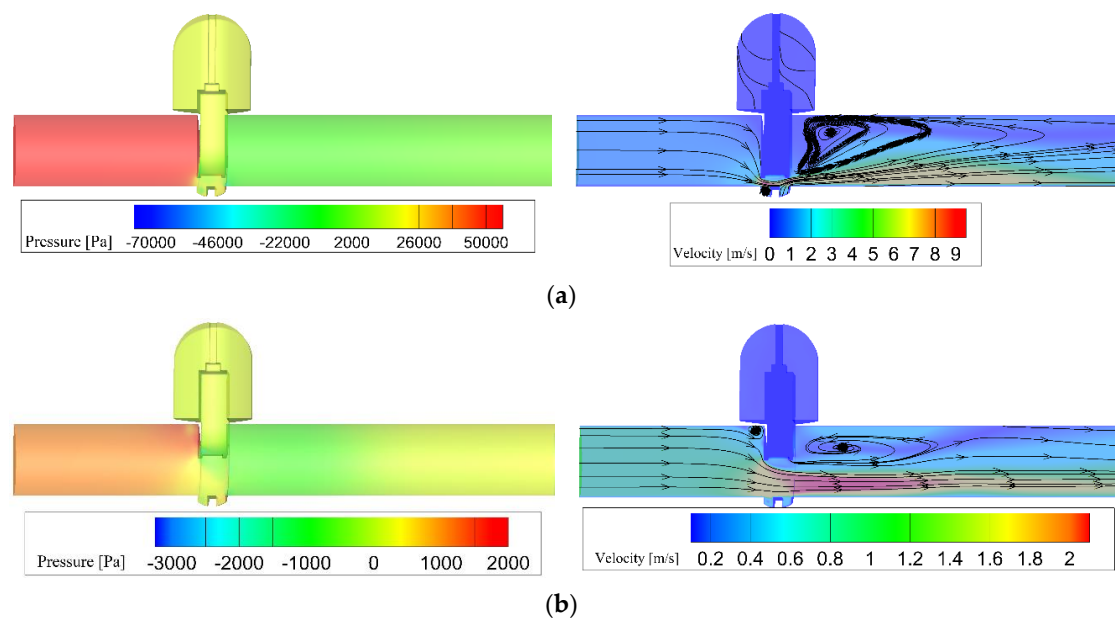 Pressure [Pa] -70000 -46000 -22000 2000 26000 50000
Velocity [m/s] 0 1 2 3 4 5 6 7 8 9
(a)
Pressure [Pa] -3000 -2000 -1000 0 1000 2000
Velocity [m/s] 0.2 0.4 0.6 0.8 1 1.2 1.4 1.6 1.8 2
(b)